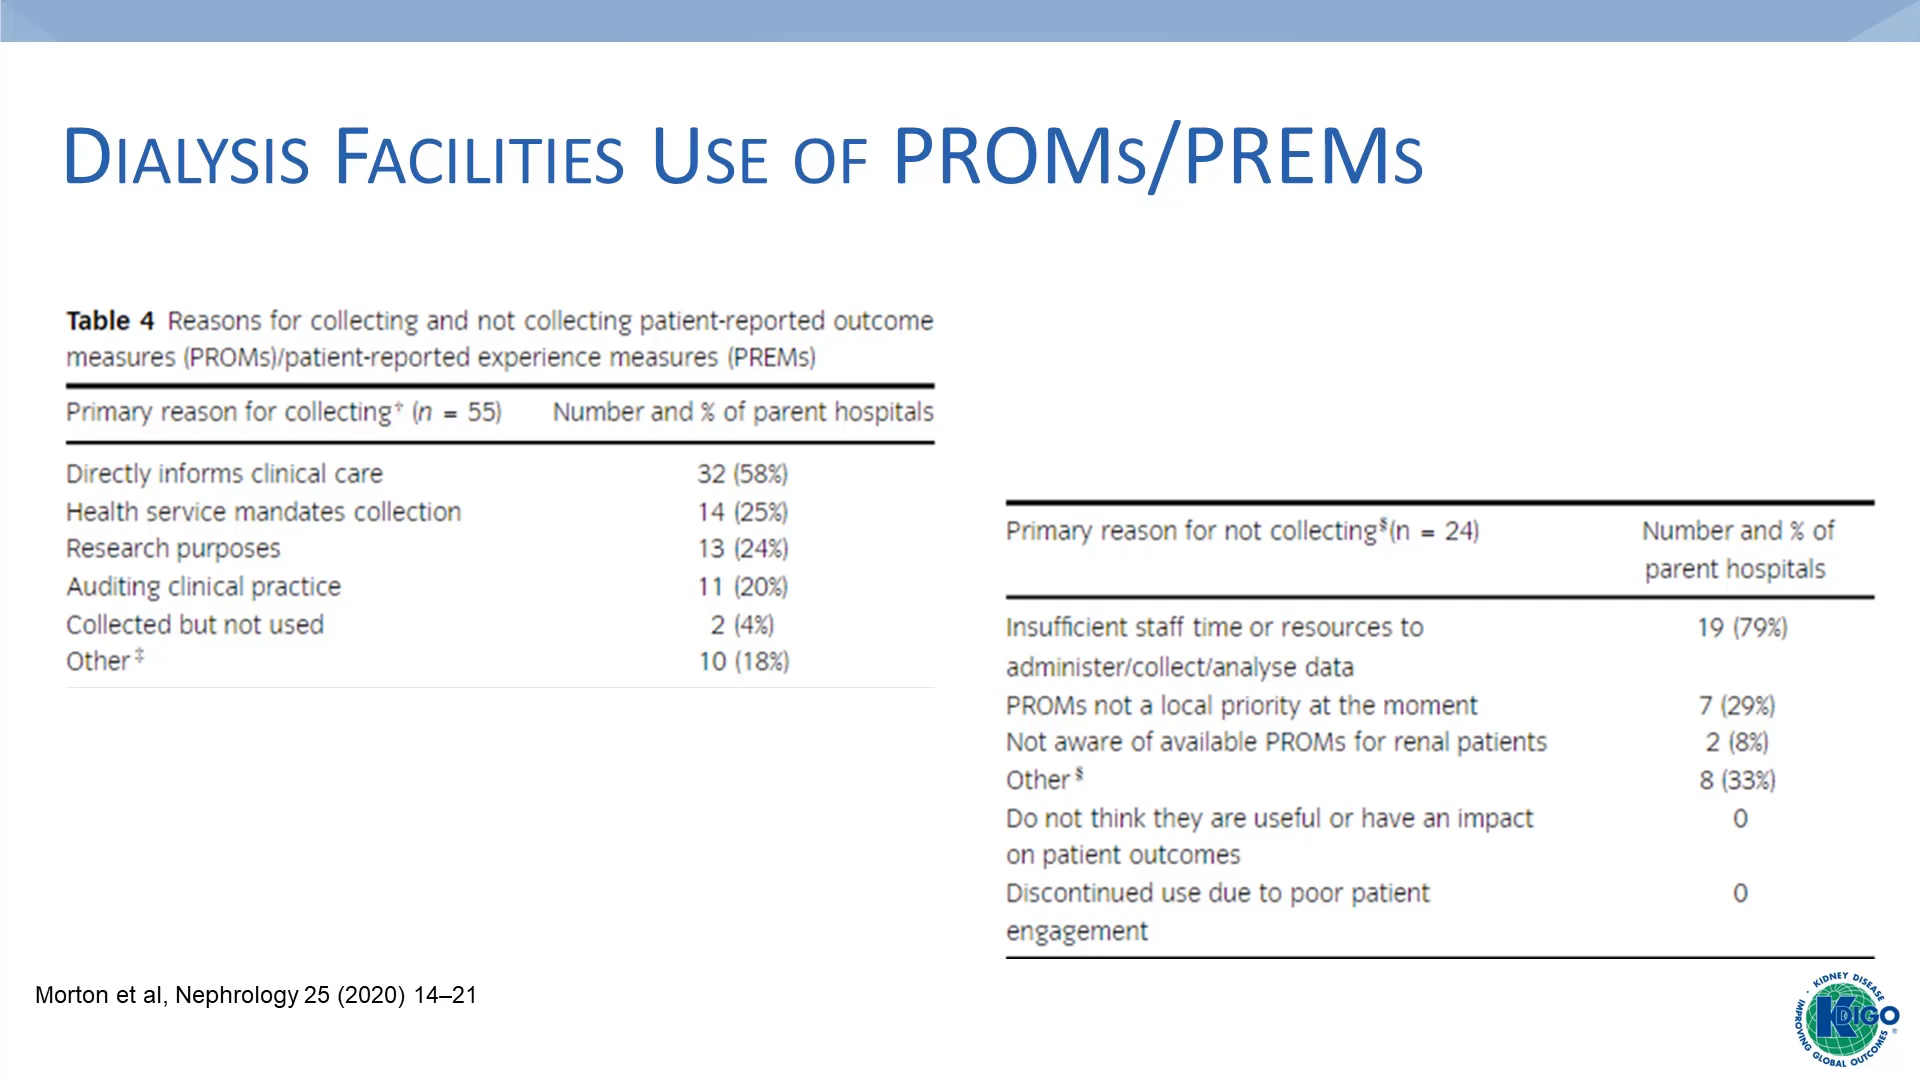 DIALYSIS FACILITIES USE OF PROMS/PREMS
Table 4 Reasons for collecting and not collecting patient-reported outcome
measures (PROMs)/patient-reported experience measures (PREMs)
Primary reason for collecting† (n = 55) Number and % of parent hospitals
Directly informs clinical care 32 (58%)
Health service mandates collection 14 (25%)
Research purposes 13 (24%)
Auditing clinical practice 11 (20%)
Collected but not used 2 (4%)
Other‡ 10 (18%)
Primary reason for not collecting§(n = 24) Number and % of
parent hospitals
Insufficient staff time or resources to 19 (79%)
administer/collect/analyse data
PROMs not a local priority at the moment 7 (29%)
Not aware of available PROMs for renal patients 2 (8%)
Other§ 8 (33%)
Do not think they are useful or have an impact 0
on patient outcomes
Discontinued use due to poor patient 0
engagement
Morton et al, Nephrology 25 (2020) 14–21
KIDNEY DISEASE
KDIGO
IMPROVING GLOBAL OUTCOMES